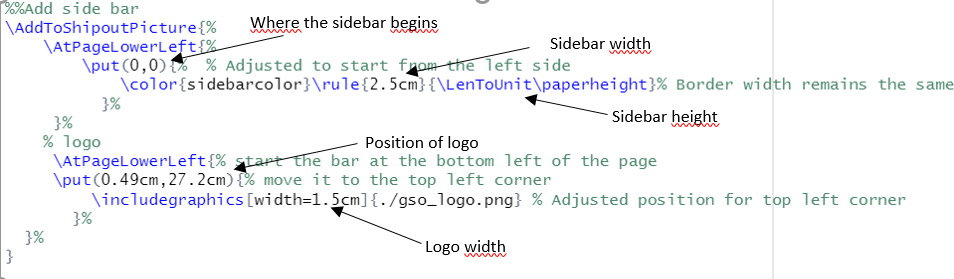 %%Add side bar
\AddToShipoutPicture{%
Where the sidebar begins
\AtPageLowerLeft{%
Sidebar width
\put(0,0){%  % Adjusted to start from the left side
\color{sidebarcolor}\rule{2.5cm}{\LenToUnit\paperheight}% Border width remains the same
}%
Sidebar height
}%
% logo
Position of logo
\AtPageLowerLeft{% start the bar at the bottom left of the page
\put(0.49cm,27.2cm){% move it to the top left corner
\includegraphics[width=1.5cm]{./gso_logo.png} % Adjusted position for top left corner
}%
}%
Logo width
}